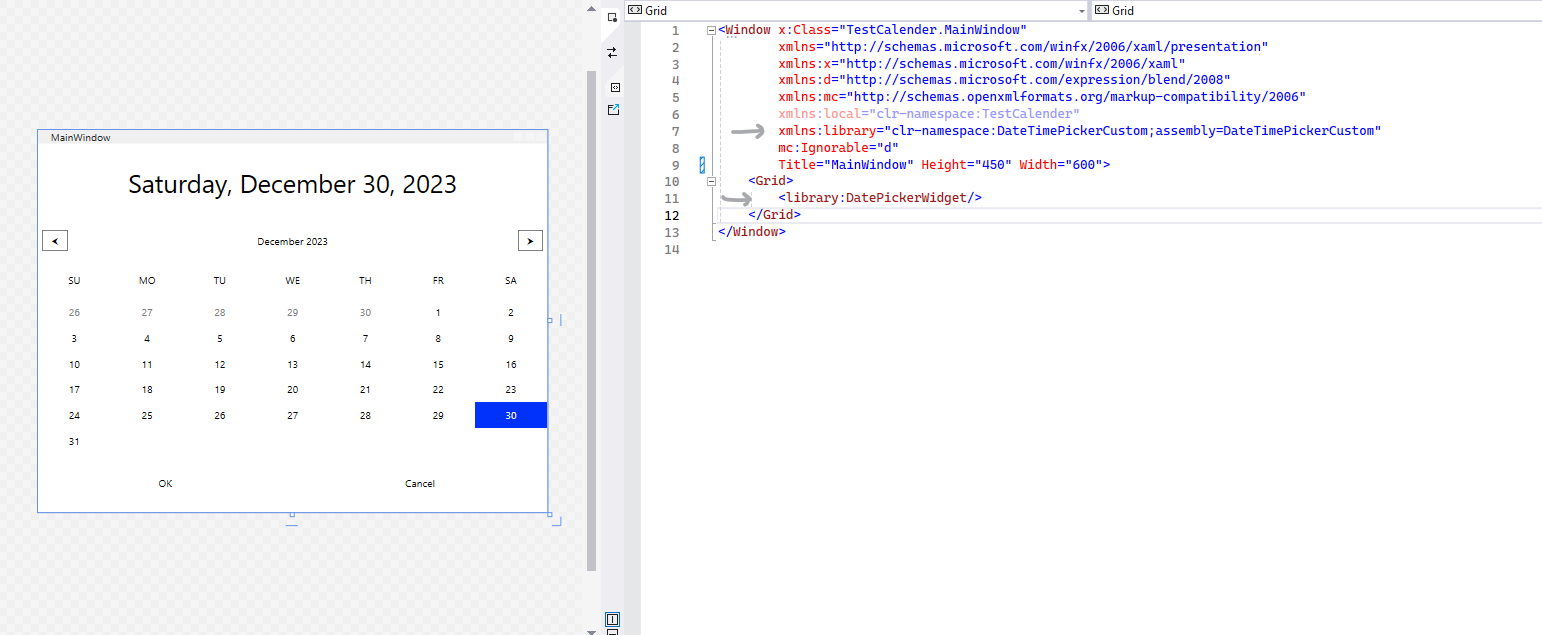 MainWindow
Saturday, December 30, 2023
December 2023
SU MO TU WE TH FR SA
26 27 28 29 30 1 2
3 4 5 6 7 8 9
10 11 12 13 14 15 16
17 18 19 20 21 22 23
24 25 26 27 28 29 30
31
OK Cancel
Grid Grid
1 <Window x:Class="TestCalender.MainWindow"
2 xmlns="http://schemas.microsoft.com/winfx/2006/xaml/presentation"
3 xmlns:x="http://schemas.microsoft.com/winfx/2006/xaml"
4 xmlns:d="http://schemas.microsoft.com/expression/blend/2008"
5 xmlns:mc="http://schemas.openxmlformats.org/markup-compatibility/2006"
6 xmlns:local="clr-namespace:TestCalender"
7 xmlns:library="clr-namespace:DateTimePickerCustom;assembly=DateTimePickerCustom"
8 mc:Ignorable="d"
9 Title="MainWindow" Height="450" Width="600">
10 <Grid>
11 <library:DatePickerWidget/>
12 </Grid>
13 </Window>
14